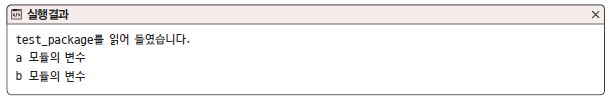 실행결과
test_package를 읽어 들였습니다.
a 모듈의 변수
b 모듈의 변수